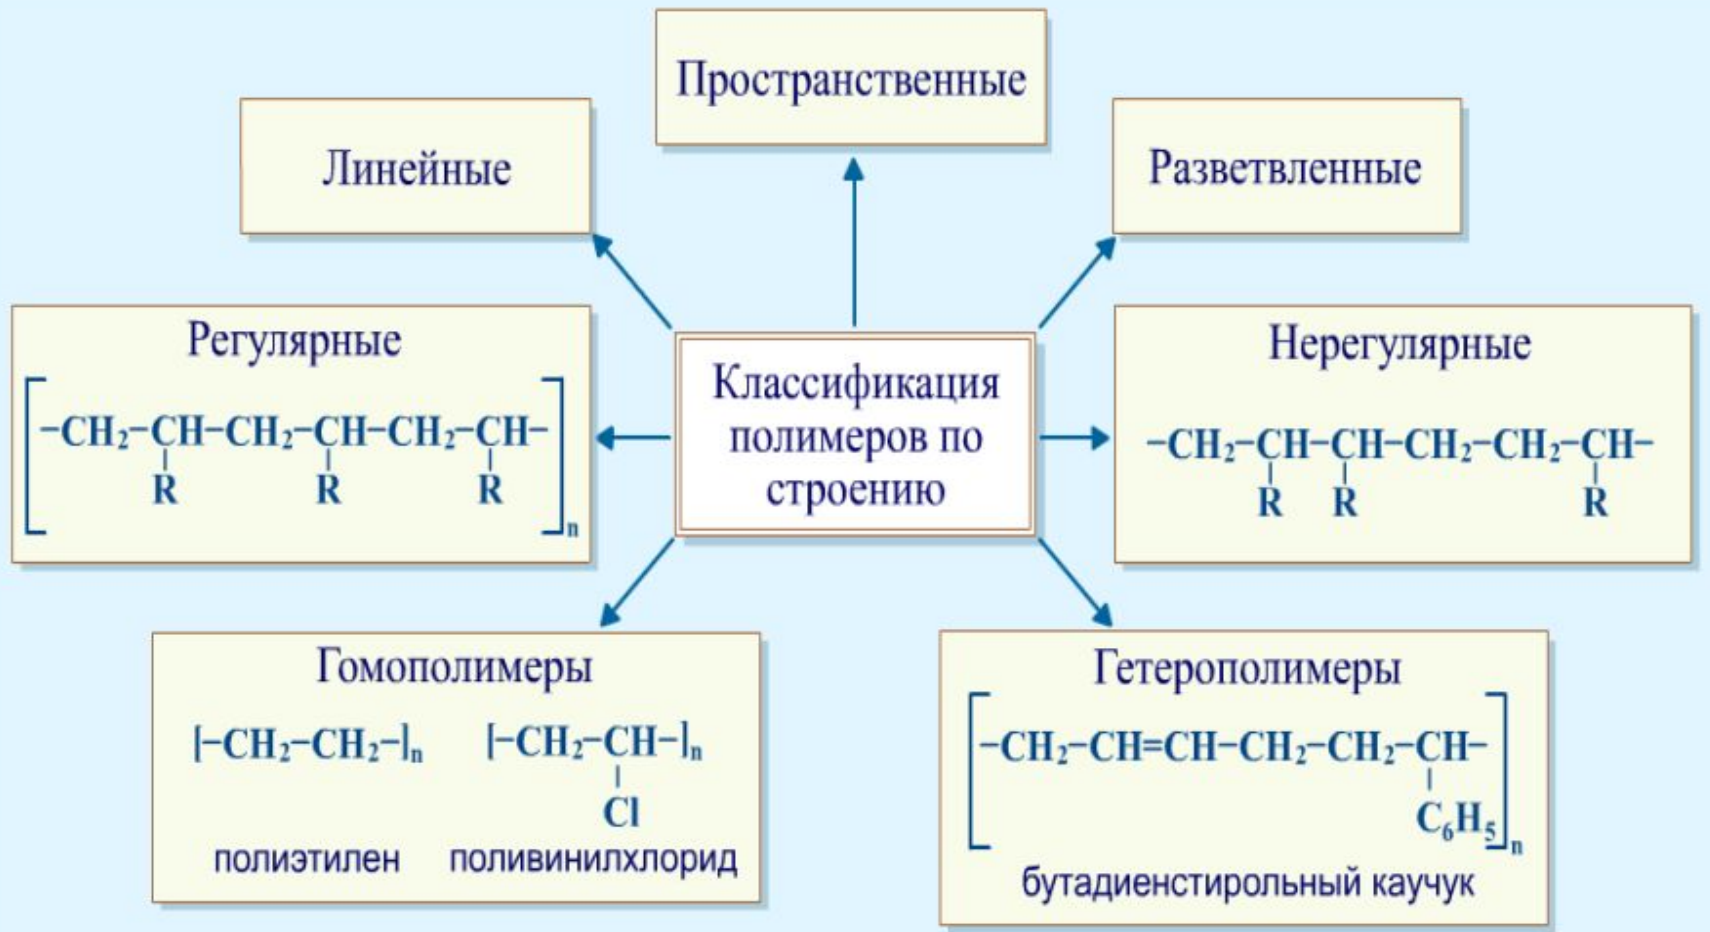 Пространственные
Линейные
Разветвленные
Регулярные
[-CH₂-CH-CH₂-CH-CH₂-CH-]n
R R R
Классификация
полимеров по
строению
Нерегулярные
-CH₂-CH-CH-CH₂-CH₂-CH-
R R R
Гомополимеры
[-CH₂-CH₂-]n [-CH₂-CH-]n
Cl
полиэтилен поливинилхлорид
Гетерополимеры
[-CH₂-CH=CH-CH₂-CH₂-CH-]n
C₆H₅
бутадиенстирольный каучук